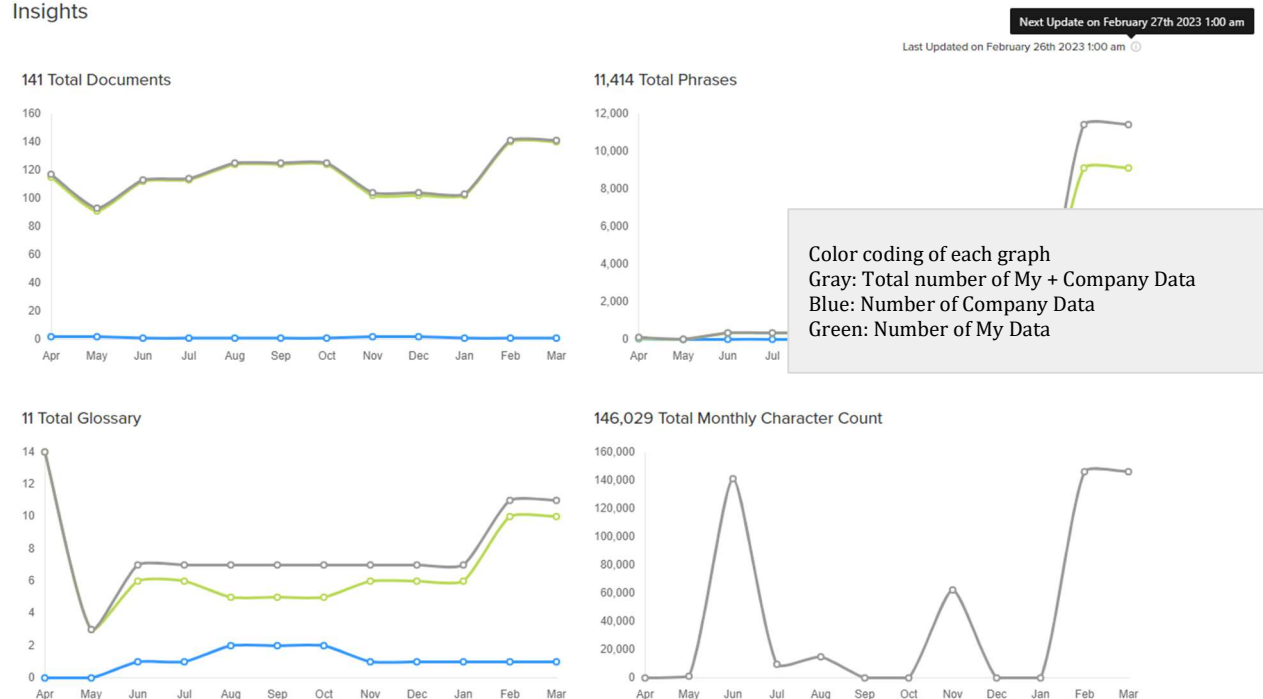 Insights
Next Update on February 27th 2023 1:00 am
Last Updated on February 26th 2023 1:00 am
141 Total Documents
160
140
120
100
80
60
40
20
0
Apr May Jun Jul Aug Sep Oct Nov Dec Jan Feb Mar
11,414 Total Phrases
12,000
10,000
8,000
6,000
4,000
2,000
0
Apr May Jun Jul
Color coding of each graph
Gray: Total number of My + Company Data
Blue: Number of Company Data
Green: Number of My Data
11 Total Glossary
14
12
10
8
6
4
2
0
Apr May Jun Jul Aug Sep Oct Nov Dec Jan Feb Mar
146,029 Total Monthly Character Count
160,000
140,000
120,000
100,000
80,000
60,000
40,000
20,000
0
Apr May Jun Jul Aug Sep Oct Nov Dec Jan Feb Mar